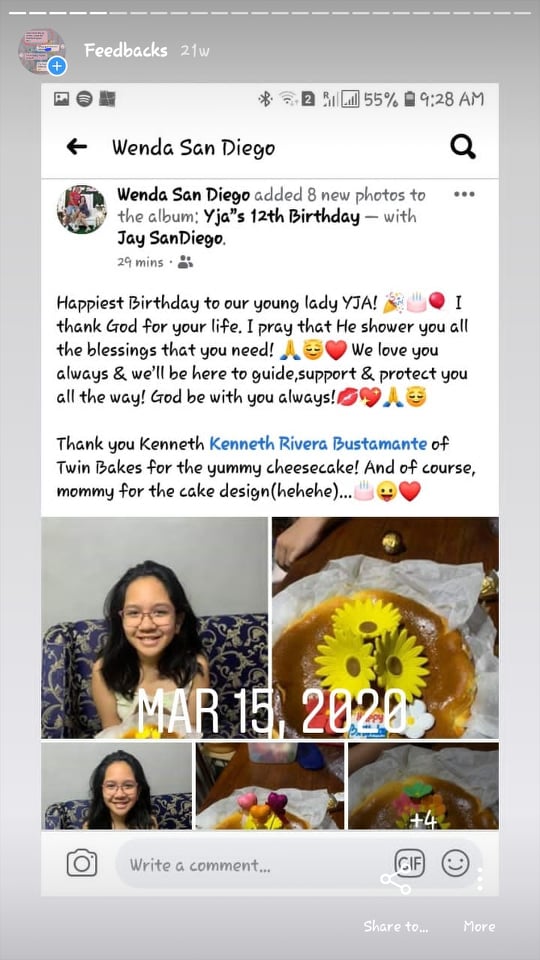 Feedbacks 21w
2 R 55% 9:28 AM
Wenda San Diego
Wenda San Diego added 8 new photos to
the album: Yja"s 12th Birthday — with
Jay SanDiego.
29 mins ·
Happiest Birthday to our young lady YJA! 🎉🎂🎈 I
thank God for your life. I pray that He shower you all
the blessings that you need! 🙏😇❤️ We love you
always & we'll be here to guide,support & protect you
all the way! God be with you always!💋💖🙏😇
Thank you Kenneth Kenneth Rivera Bustamante of
Twin Bakes for the yummy cheesecake! And of course,
mommy for the cake design(hehehe)...🎂😜❤️
MAR 15, 2020
+4
Write a comment...
GIF
Share to...
More